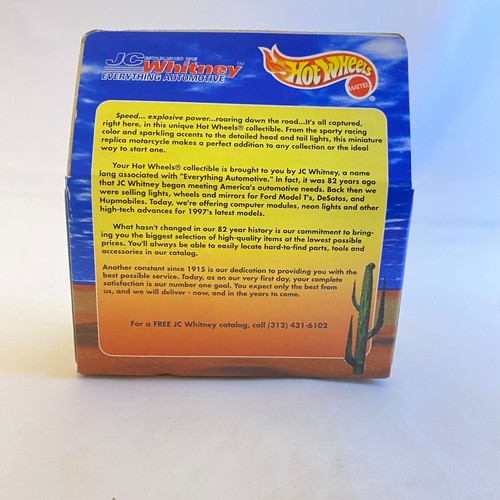 JC ESTABLISHED 1915
Whitney™
EVERYTHING AUTOMOTIVE
Hot Wheels®
MATTEL
Speed... explosive power...roaring down the road...It's all captured,
right here, in this unique Hot Wheels® collectible. From the sporty racing
color and sparkling accents to the detailed head and tail lights, this miniature
replica motorcycle makes a perfect addition to any collection or the ideal
way to start one.
Your Hot Wheels® collectible is brought to you by JC Whitney, a name
long associated with "Everything Automotive." In fact, it was 82 years ago
that JC Whitney began meeting America's automotive needs. Back then we
were selling lights, wheels and mirrors for Ford Model T's, DeSotos, and
Hupmobiles. Today, we're offering computer modules, neon lights and other
high-tech advances for 1997's latest models.
What hasn't changed in our 82 year history is our commitment to bring-
ing you the biggest selection of high-quality items at the lowest possible
prices. You'll always be able to easily locate hard-to-find parts, tools and
accessories in our catalog.
Another constant since 1915 is our dedication to providing you with the
best possible service. Today, as on our very first day, your complete
satisfaction is our number one goal. You expect only the best from
us, and we will deliver - now, and in the years to come.
For a FREE JC Whitney catalog, call (312) 431-6102